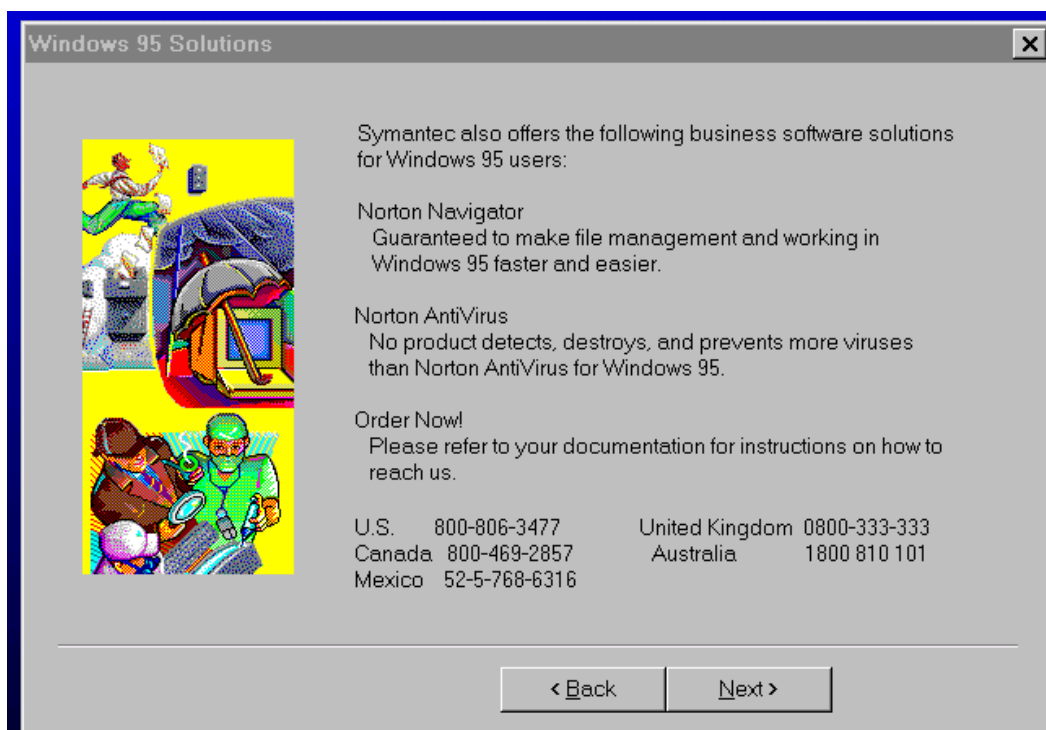 Windows 95 Solutions
Symantec also offers the following business software solutions
for Windows 95 users:
Norton Navigator
Guaranteed to make file management and working in
Windows 95 faster and easier.
Norton AntiVirus
No product detects, destroys, and prevents more viruses
than Norton AntiVirus for Windows 95.
Order Now!
Please refer to your documentation for instructions on how to
reach us.
U.S. 800-806-3477 United Kingdom 0800-333-333
Canada 800-469-2857 Australia 1800 810 101
Mexico 52-5-768-6316
< Back Next >